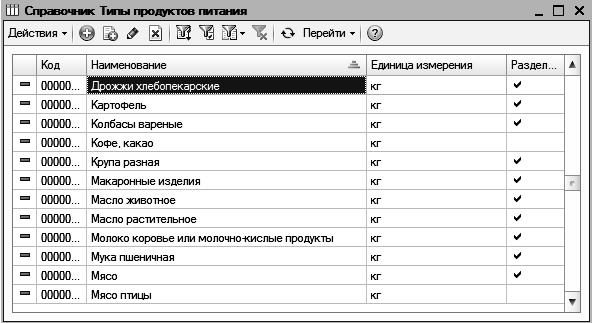 Справочник Типы продуктов питания
Действия Перейти
Код Наименование Единица измерения Раздел...
00000... Дрожжи хлебопекарские кг
00000... Картофель кг
00000... Колбасы вареные кг
00000... Кофе, какао кг
00000... Крупа разная кг
00000... Макаронные изделия кг
00000... Масло животное кг
00000... Масло растительное кг
00000... Молоко коровье или молочно-кислые продукты кг
00000... Мука пшеничная кг
00000... Мясо кг
00000... Мясо птицы кг